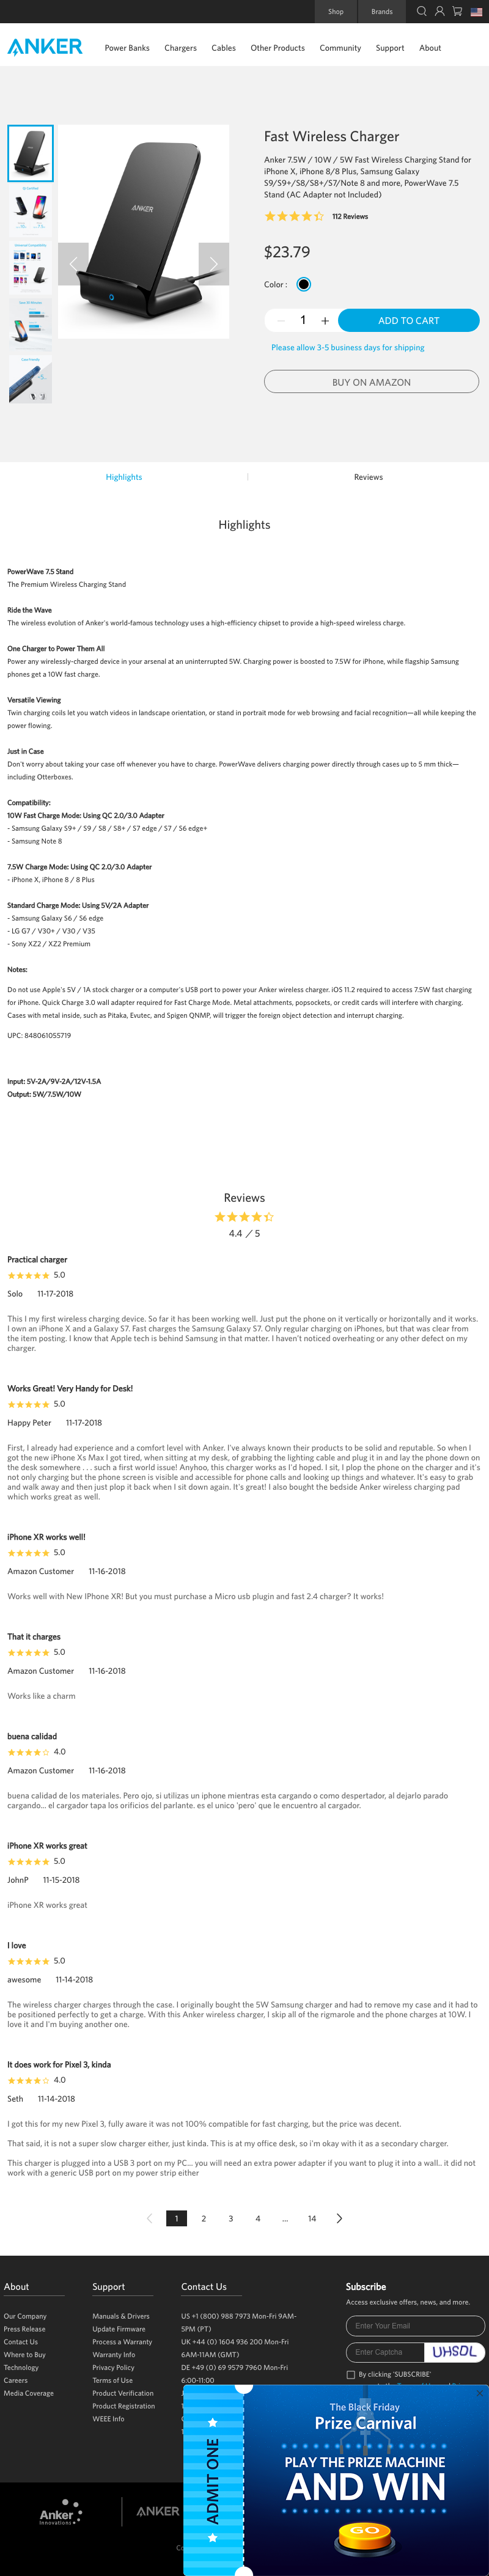 Shop
Brands
ANKER
Power Banks
Chargers
Cables
Other Products
Community
Support
About
ANKER
Fast Wireless Charger
Anker 7.5W / 10W / 5W Fast Wireless Charging Stand for
iPhone X, iPhone 8/8 Plus, Samsung Galaxy
S9/S9+/S8/S8+/S7/Note 8 and more, PowerWave 7.5
Stand (AC Adapter not Included)
112 Reviews
$23.79
Color :
1
ADD TO CART
Please allow 3-5 business days for shipping
BUY ON AMAZON
Highlights
Reviews
Highlights
PowerWave 7.5 Stand
The Premium Wireless Charging Stand
Ride the Wave
The wireless evolution of Anker's world-famous technology uses a high-efficiency chipset to provide a high-speed wireless charge.
One Charger to Power Them All
Power any wirelessly-charged device in your arsenal at an uninterrupted 5W. Charging power is boosted to 7.5W for iPhone, while flagship Samsung
phones get a 10W fast charge.
Versatile Viewing
Twin charging coils let you watch videos in landscape orientation, or stand in portrait mode for web browsing and facial recognition—all while keeping the
power flowing.
Just in Case
Don't worry about taking your case off whenever you have to charge. PowerWave delivers charging power directly through cases up to 5 mm thick—
including Otterboxes.
Compatibility:
10W Fast Charge Mode: Using QC 2.0/3.0 Adapter
- Samsung Galaxy S9+ / S9 / S8 / S8+ / S7 edge / S7 / S6 edge+
- Samsung Note 8
7.5W Charge Mode: Using QC 2.0/3.0 Adapter
- iPhone X, iPhone 8 / 8 Plus
Standard Charge Mode: Using 5V/2A Adapter
- Samsung Galaxy S6 / S6 edge
- LG G7 / V30+ / V30 / V35
- Sony XZ2 / XZ2 Premium
Notes:
Do not use Apple's 5V / 1A stock charger or a computer's USB port to power your Anker wireless charger. iOS 11.2 required to access 7.5W fast charging
for iPhone. Quick Charge 3.0 wall adapter required for Fast Charge Mode. Metal attachments, popsockets, or credit cards will interfere with charging.
Cases with metal inside, such as Pitaka, Evutec, and Spigen QNMP, will trigger the foreign object detection and interrupt charging.
UPC: 848061055719
Input: 5V-2A/9V-2A/12V-1.5A
Output: 5W/7.5W/10W
Reviews
4.4 / 5
Practical charger
5.0
Solo 11-17-2018
This I my first wireless charging device. So far it has been working well. Just put the phone on it vertically or horizontally and it works.
I own an iPhone X and a Galaxy S7. Fast charges the Samsung Galaxy S7. Only regular charging on iPhones, but that was clear from
the item posting. I know that Apple tech is behind Samsung in that matter. I haven't noticed overheating or any other defect on my
charger.
Works Great! Very Handy for Desk!
5.0
Happy Peter 11-17-2018
First, I already had experience and a comfort level with Anker. I've always known their products to be solid and reputable. So when I
got the new iPhone Xs Max I got tired, when sitting at my desk, of grabbing the lighting cable and plug it in and lay the phone down on
the desk somewhere . . . such a first world issue! Anyhoo, this charger works as I'd hoped. I sit, I plop the phone on the charger and it's
not only charging but the phone screen is visible and accessible for phone calls and looking up things and whatever. It's easy to grab
and walk away and then just plop it back when I sit down again. It's great! I also bought the bedside Anker wireless charging pad
which works great as well.
iPhone XR works well!
5.0
Amazon Customer 11-16-2018
Works well with New IPhone XR! But you must purchase a Micro usb plugin and fast 2.4 charger? It works!
That it charges
5.0
Amazon Customer 11-16-2018
Works like a charm
buena calidad
4.0
Amazon Customer 11-16-2018
buena calidad de los materiales. Pero ojo, si utilizas un iphone mientras esta cargando o como despertador, al dejarlo parado
cargando... el cargador tapa los orificios del parlante. es el unico 'pero' que le encuentro al cargador.
iPhone XR works great
5.0
JohnP 11-15-2018
iPhone XR works great
I love
5.0
awesome 11-14-2018
The wireless charger charges through the case. I originally bought the 5W Samsung charger and had to remove my case and it had to
be positioned perfectly to get a charge. With this Anker wireless charger, I skip all of the rigmarole and the phone charges at 10W. I
love it and I'm buying another one.
It does work for Pixel 3, kinda
4.0
Seth 11-14-2018
I got this for my new Pixel 3, fully aware it was not 100% compatible for fast charging, but the price was decent.
That said, it is not a super slow charger either, just kinda. This is at my office desk, so i'm okay with it as a secondary charger.
This charger is plugged into a USB 3 port on my PC... you will need an extra power adapter if you want to plug it into a wall.. it did not
work with a generic USB port on my power strip either
1 2 3 4 ... 14
About
Our Company
Press Release
Contact Us
Where to Buy
Technology
Careers
Media Coverage
Support
Manuals & Drivers
Update Firmware
Process a Warranty
Warranty Info
Privacy Policy
Terms of Use
Product Verification
Product Registration
WEEE Info
Contact Us
US +1 (800) 988 7973 Mon-Fri 9AM-
5PM (PT)
UK +44 (0) 1604 936 200 Mon-Fri
6AM-11AM (GMT)
DE +49 (0) 69 9579 7960 Mon-Fri
6:00-11:00
Subscribe
Access exclusive offers, news, and more.
Enter Your Email
Enter Captcha
UHSDL
By clicking 'SUBSCRIBE'
ADMIT ONE
The Black Friday
Prize Carnival
PLAY THE PRIZE MACHINE
AND WIN
GO
Anker
Innovations
ANKER